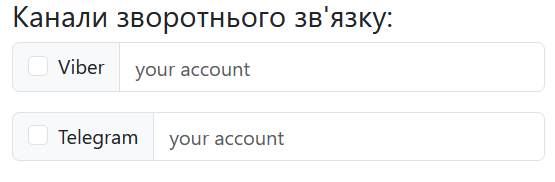 Канали зворотнього зв'язку:
Viber your account
Telegram your account